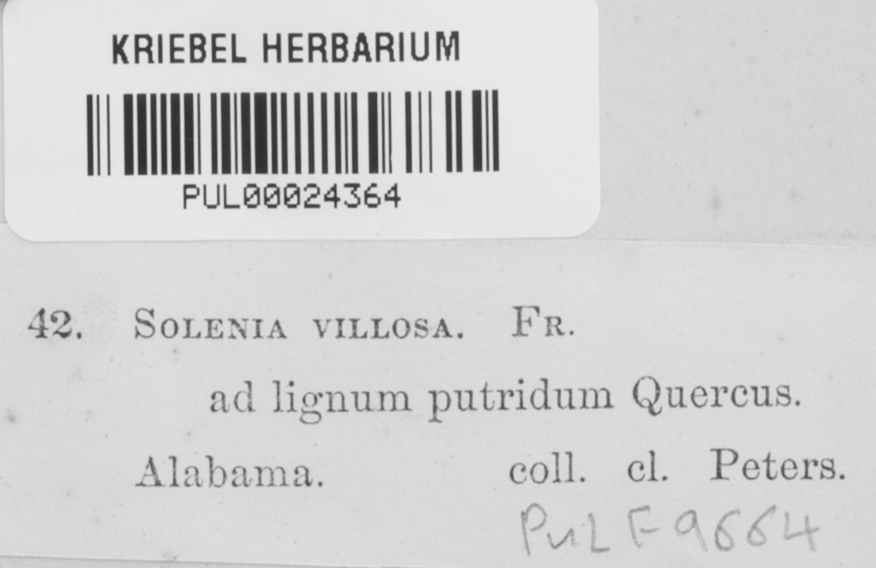 KRIEBEL HERBARIUM
PUL00024364
42. SOLENIA VILLOSA. FR.
ad lignum putridum Quercus.
Alabama. coll. cl. Peters.
PUL F9664